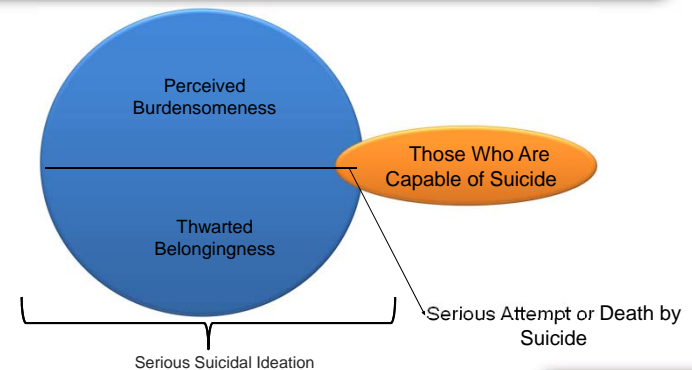 Perceived
Burdensomeness
Those Who Are
Capable of Suicide
Thwarted
Belongingness
Serious Attempt or Death by
Suicide
Serious Suicidal Ideation